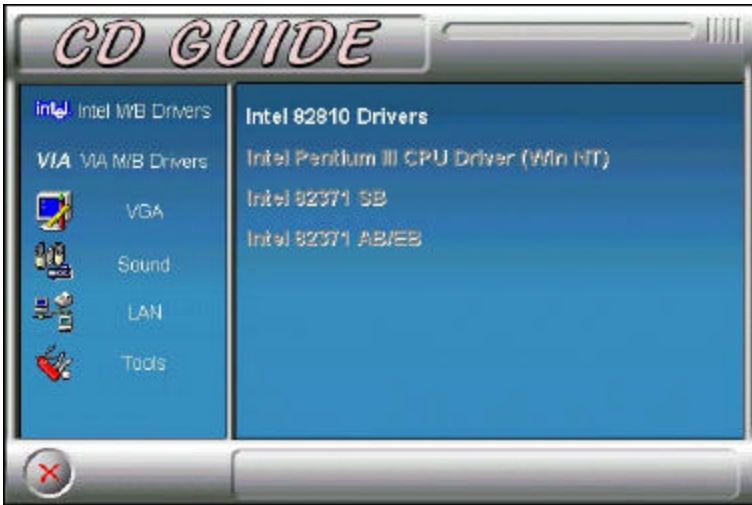 CD GUIDE
intel Intel M/B Drivers
VIA VIA M/B Drivers
VGA
Sound
LAN
Tools
Intel 82810 Drivers
Intel Pentium III CPU Driver (Win NT)
Intel 82371 SB
Intel 82371 AB/EB